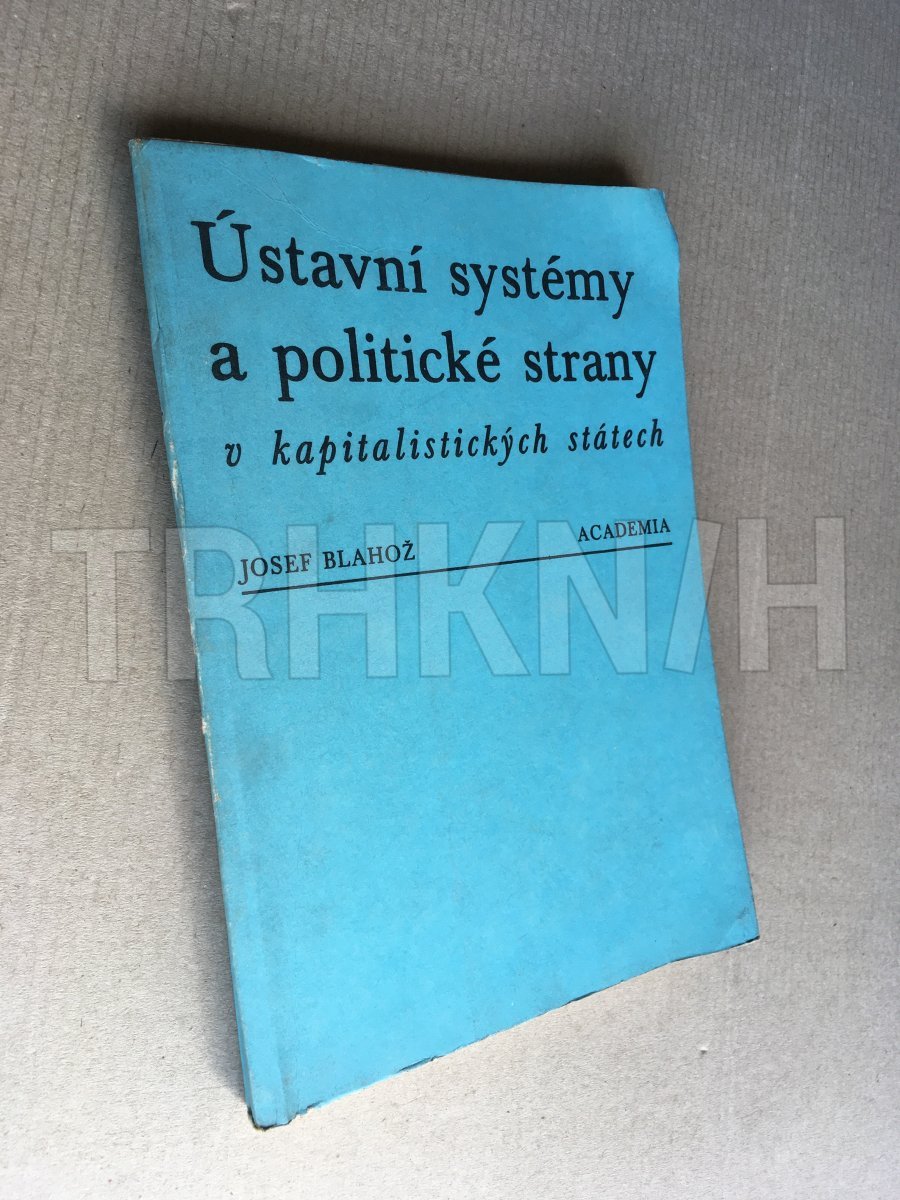 Ústavní systémy
a politické strany
v kapitalistických státech
JOSEF BLAHOŽ ACADEMIA
TRHKNIH